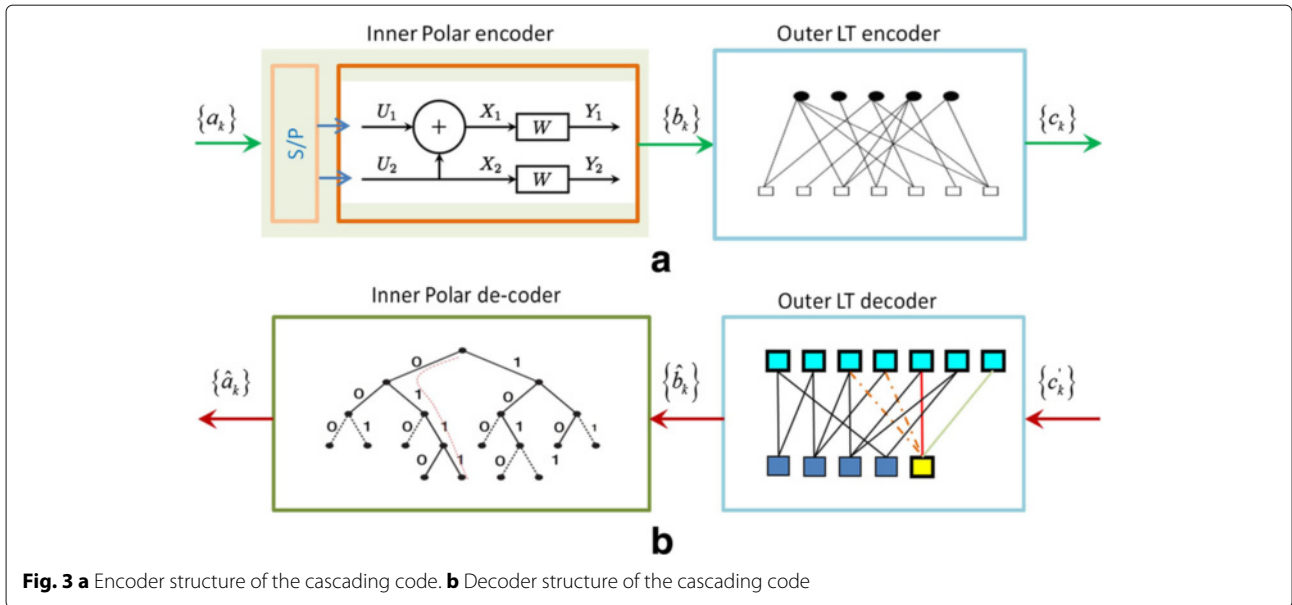 Inner Polar encoder
Outer LT encoder
{a_k}
S/P
U_1
+
X_1
W
Y_1
U_2
X_2
W
Y_2
{b_k}
{c_k}
a
Inner Polar de-coder
Outer LT decoder
{â_k}
0
1
0
1
0
1
0
1
0
1
0
1
0
1
0
1
{b̂_k}
{c'_k}
b
Fig. 3 a Encoder structure of the cascading code. b Decoder structure of the cascading code